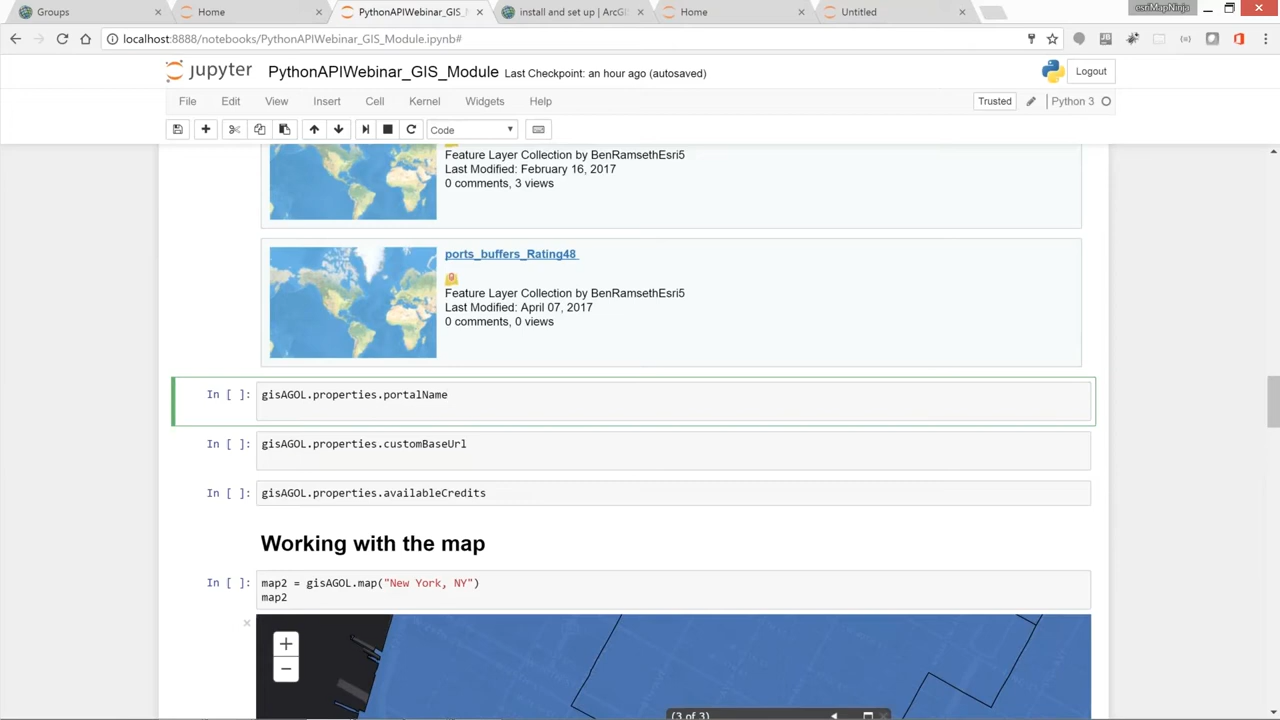 Groups
Home
PythonAPIWebinar_GIS_
install and set up | ArcGIS
Home
Untitled
esriMapNinja
localhost:8888/notebooks/PythonAPIWebinar_GIS_Module.ipynb#
jupyter PythonAPIWebinar_GIS_Module Last Checkpoint: an hour ago (autosaved)
Logout
File Edit View Insert Cell Kernel Widgets Help
Trusted Python 3
Code
Feature Layer Collection by BenRamsethEsri5
Last Modified: February 16, 2017
0 comments, 3 views
ports_buffers_Rating48
Feature Layer Collection by BenRamsethEsri5
Last Modified: April 07, 2017
0 comments, 0 views
In [ ]: gisAGOL.properties.portalName
In [ ]: gisAGOL.properties.customBaseUrl
In [ ]: gisAGOL.properties.availableCredits
Working with the map
In [ ]: map2 = gisAGOL.map("New York, NY")
map2
(3 of 3)